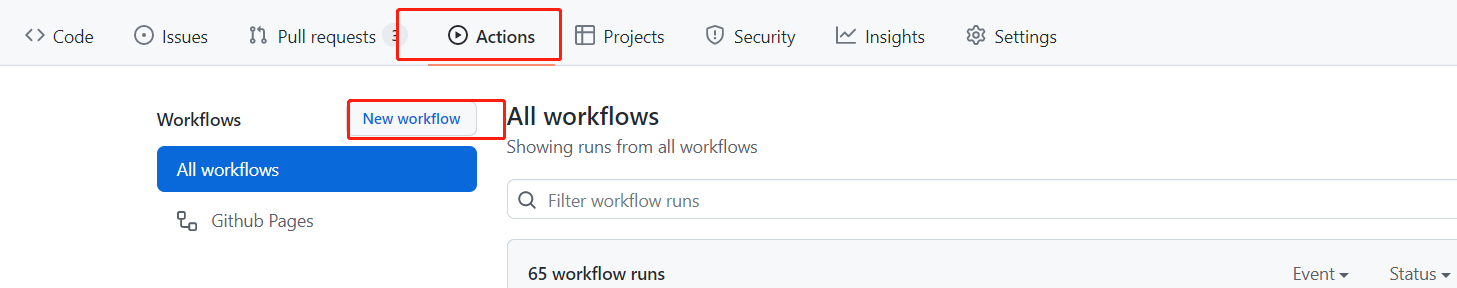 Code Issues Pull requests 3 Actions Projects Security Insights Settings
Workflows New workflow
All workflows
Github Pages
All workflows
Showing runs from all workflows
Filter workflow runs
65 workflow runs Event Status